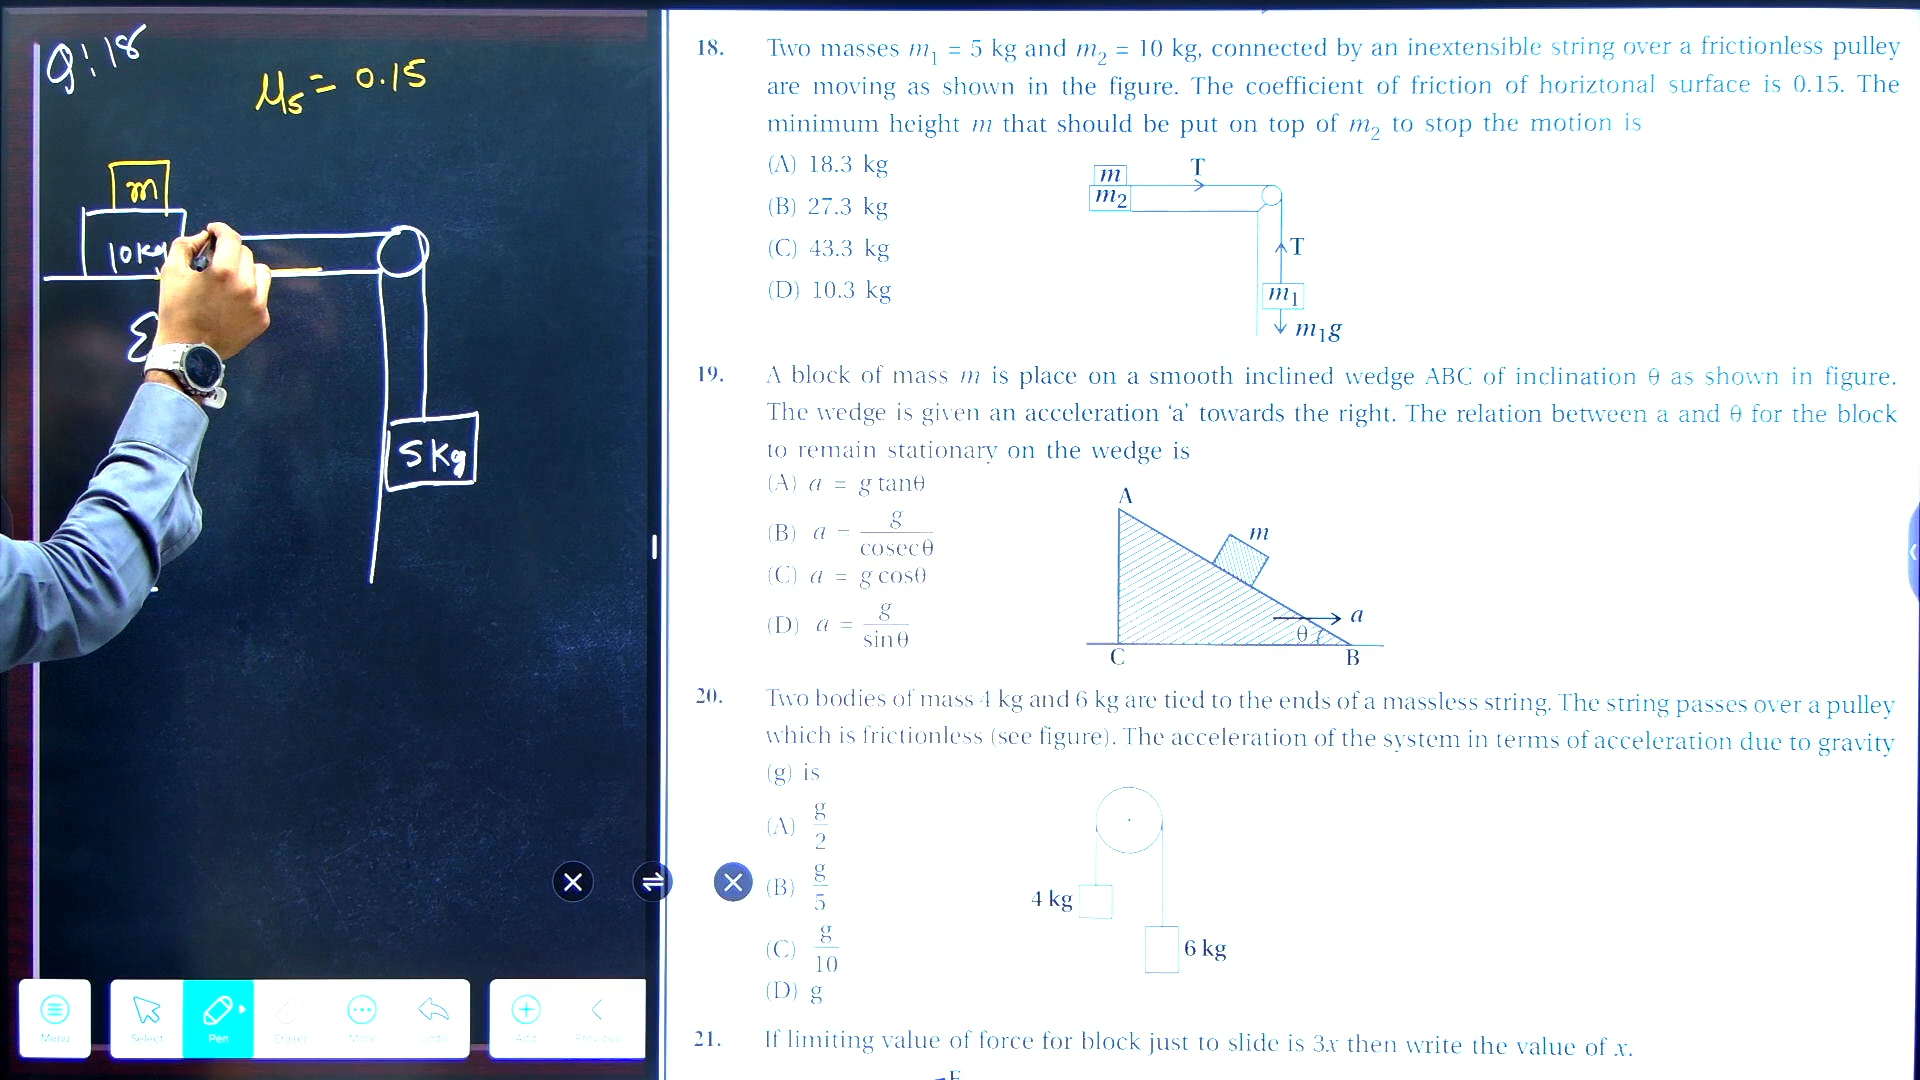 Q:18
μs = 0.15
m
10kg
5 Kg
18. Two masses m₁ = 5 kg and m₂ = 10 kg, connected by an inextensible string over a frictionless pulley
are moving as shown in the figure. The coefficient of friction of horiztonal surface is 0.15. The
minimum height m that should be put on top of m₂ to stop the motion is
(A) 18.3 kg
(B) 27.3 kg
(C) 43.3 kg
(D) 10.3 kg
m
m₂
T
T
m₁
m₁g
19. A block of mass m is place on a smooth inclined wedge ABC of inclination θ as shown in figure.
The wedge is given an acceleration ‘a’ towards the right. The relation between a and θ for the block
to remain stationary on the wedge is
(A) a = g tanθ
(B) a = g/cosecθ
(C) a = g cosθ
(D) a = g/sinθ
A
m
a
θ
C
B
20. Two bodies of mass 4 kg and 6 kg are tied to the ends of a massless string. The string passes over a pulley
which is frictionless (see figure). The acceleration of the system in terms of acceleration due to gravity
(g) is
(A) g/2
(B) g/5
(C) g/10
(D) g
4 kg
6 kg
21. If limiting value of force for block just to slide is 3x then write the value of x.
Menu
Select
Pen
Eraser
More
Undo
Add
Previous